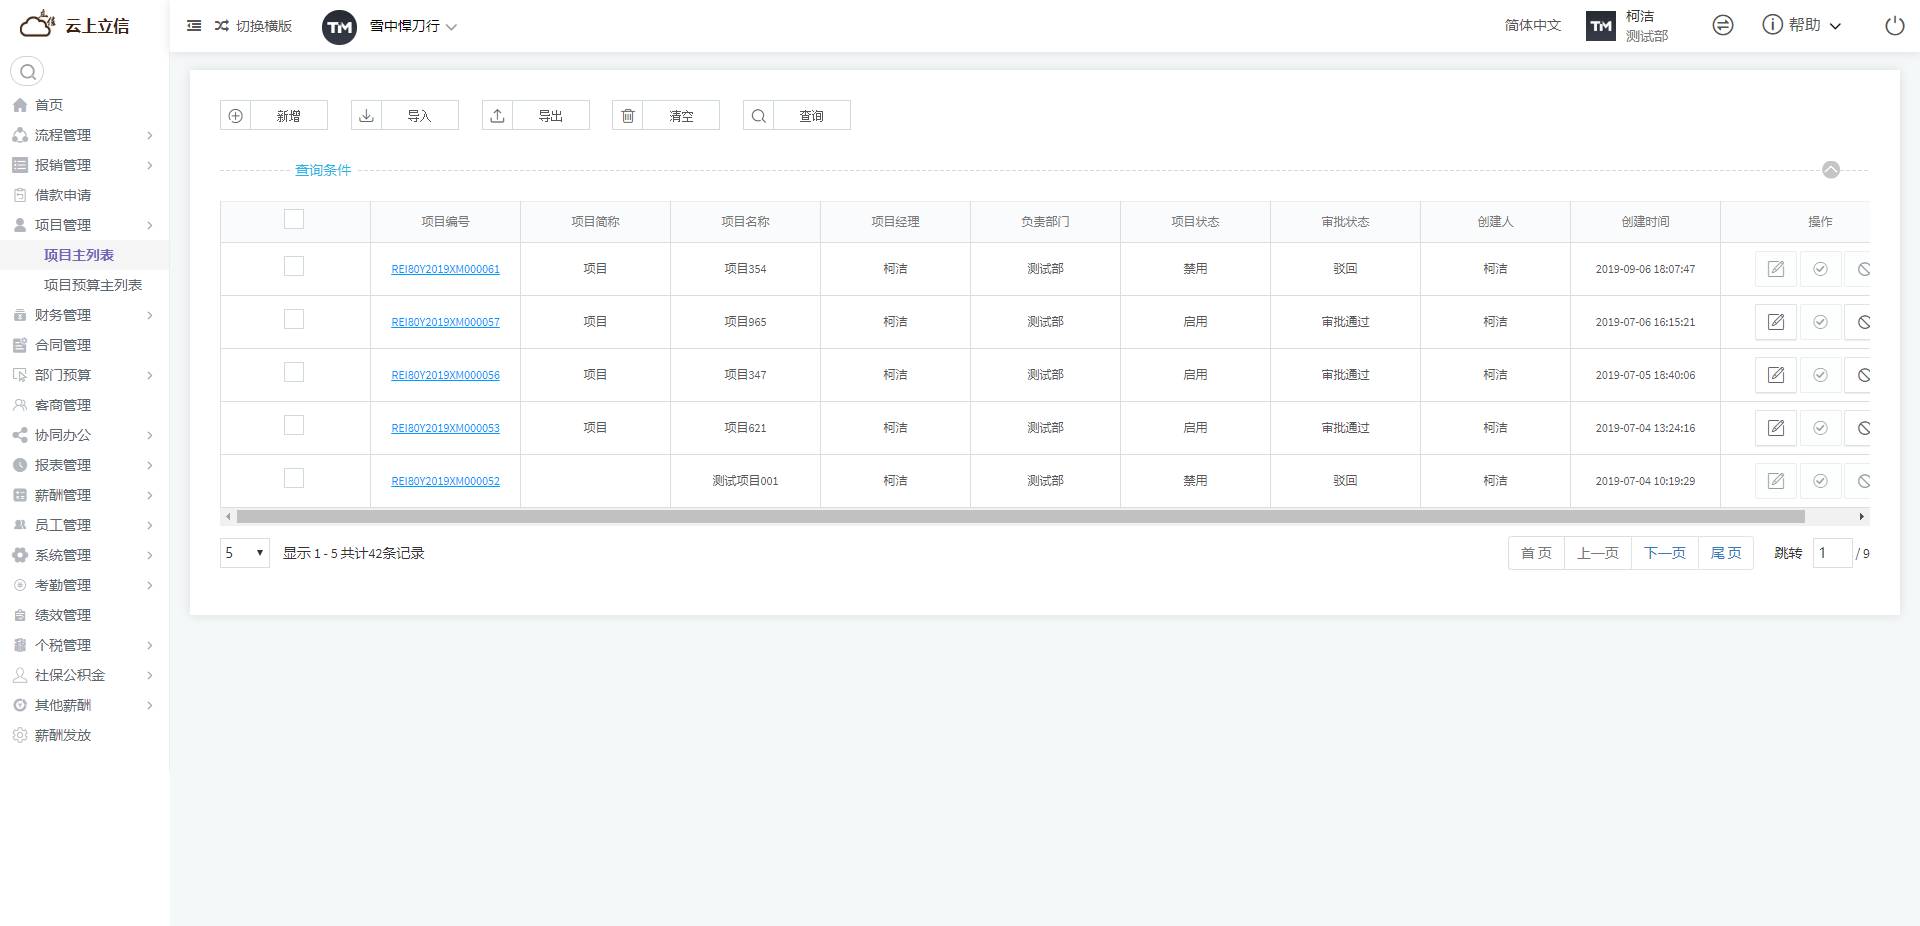 云上立信
切换横版
TM 雪中悍刀行
简体中文
TM
柯洁
测试部
帮助
首页
流程管理
报销管理
借款申请
项目管理
项目主列表
项目预算主列表
财务管理
合同管理
部门预算
客商管理
协同办公
报表管理
薪酬管理
员工管理
系统管理
考勤管理
绩效管理
个税管理
社保公积金
其他薪酬
薪酬发放
新增 导入 导出 清空 查询
查询条件
项目编号 项目简称 项目名称 项目经理 负责部门 项目状态 审批状态 创建人 创建时间 操作
REI80Y2019XM000061 项目 项目354 柯洁 测试部 禁用 驳回 柯洁 2019-09-06 18:07:47
REI80Y2019XM000057 项目 项目965 柯洁 测试部 启用 审批通过 柯洁 2019-07-06 16:15:21
REI80Y2019XM000056 项目 项目347 柯洁 测试部 启用 审批通过 柯洁 2019-07-05 18:40:06
REI80Y2019XM000053 项目 项目621 柯洁 测试部 启用 审批通过 柯洁 2019-07-04 13:24:16
REI80Y2019XM000052 测试项目001 柯洁 测试部 禁用 驳回 柯洁 2019-07-04 10:19:29
5 显示 1 - 5 共计42条记录
首页 上一页 下一页 尾页 跳转 1 / 9